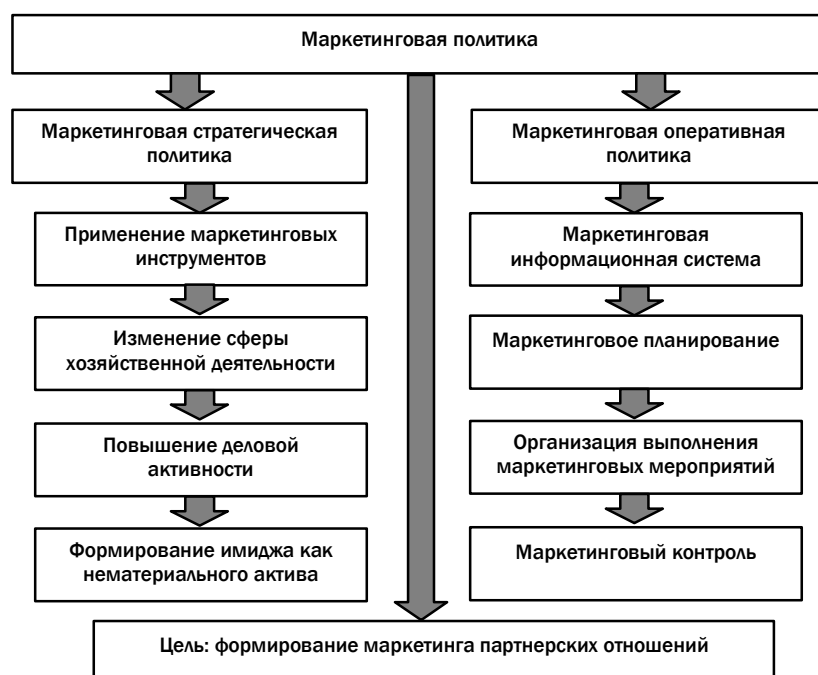 Маркетинговая политика
Маркетинговая стратегическая
политика
Маркетинговая оперативная
политика
Применение маркетинговых
инструментов
Маркетинговая
информационная система
Изменение сферы
хозяйственной деятельности
Маркетинговое планирование
Повышение деловой
активности
Организация выполнения
маркетинговых мероприятий
Формирование имиджа как
нематериального актива
Маркетинговый контроль
Цель: формирование маркетинга партнерских отношений